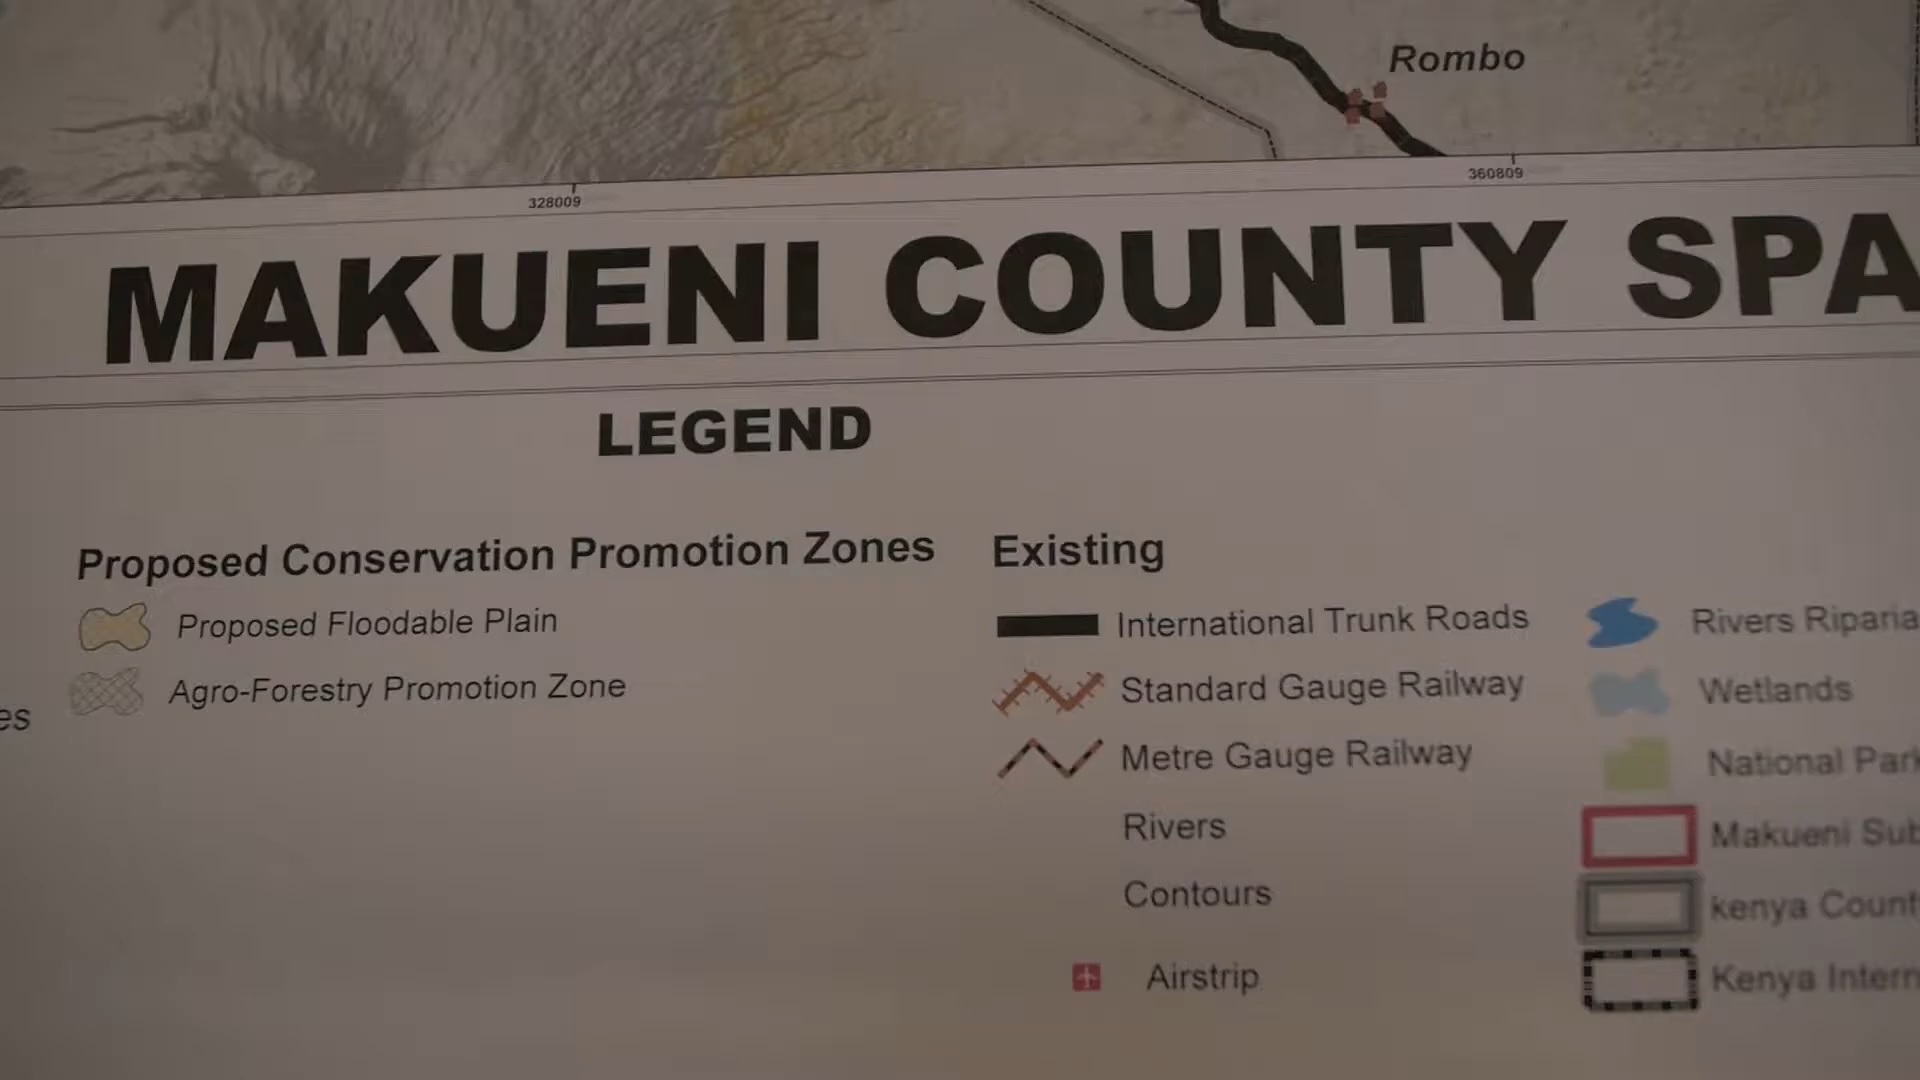 Rombo
328009
360809
MAKUENI COUNTY SPA
LEGEND
Proposed Conservation Promotion Zones
Proposed Floodable Plain
Agro-Forestry Promotion Zone
es
Existing
International Trunk Roads
Standard Gauge Railway
Metre Gauge Railway
Rivers
Contours
Airstrip
Rivers Riparia
Wetlands
National Park
Makueni Sub
kenya Count
Kenya Intern